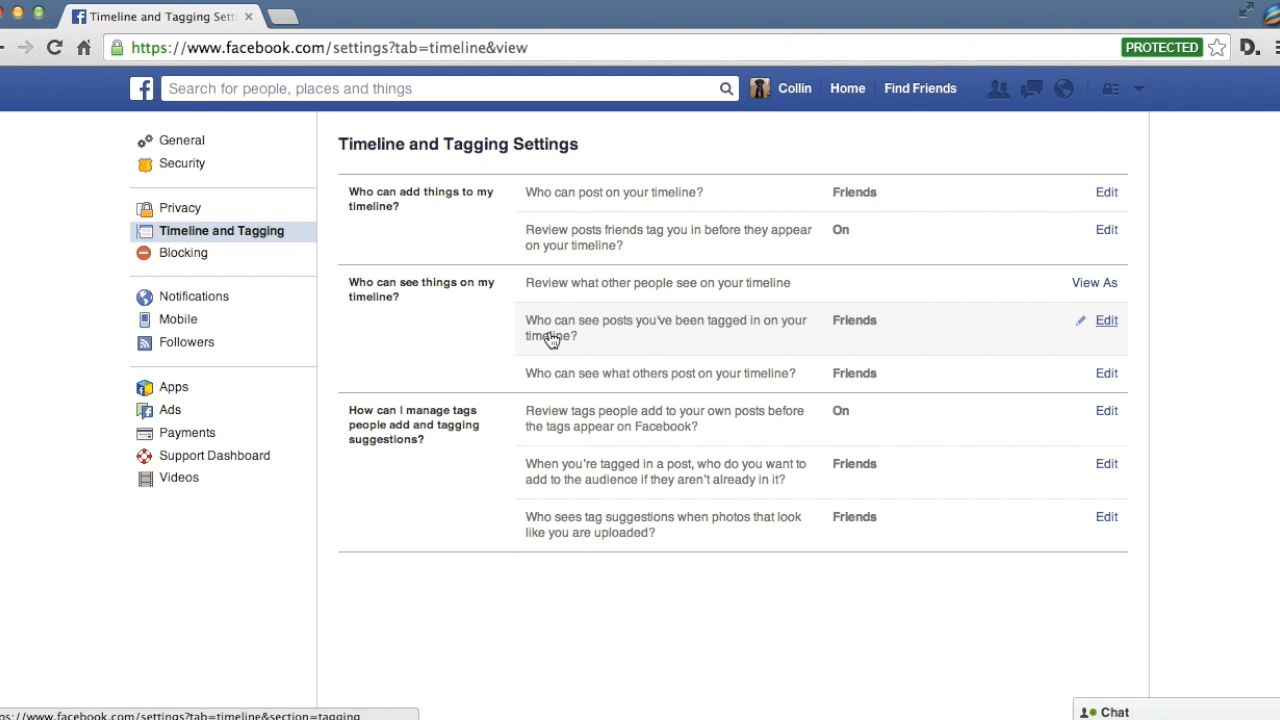 Timeline and Tagging Sett
https://www.facebook.com/settings?tab=timeline&view
PROTECTED
D.
f
Search for people, places and things
Collin
Home
Find Friends
General
Security
Privacy
Timeline and Tagging
Blocking
Notifications
Mobile
Followers
Apps
Ads
Payments
Support Dashboard
Videos
Timeline and Tagging Settings
Who can add things to my
timeline?
Who can post on your timeline?
Friends
Edit
Review posts friends tag you in before they appear
on your timeline?
On
Edit
Who can see things on my
timeline?
Review what other people see on your timeline
View As
Who can see posts you've been tagged in on your
timeline?
Friends
Edit
Who can see what others post on your timeline?
Friends
Edit
How can I manage tags
people add and tagging
suggestions?
Review tags people add to your own posts before
the tags appear on Facebook?
On
Edit
When you're tagged in a post, who do you want to
add to the audience if they aren't already in it?
Friends
Edit
Who sees tag suggestions when photos that look
like you are uploaded?
Friends
Edit
ps://www.facebook.com/settings?tab=timeline&section=tagging
Chat